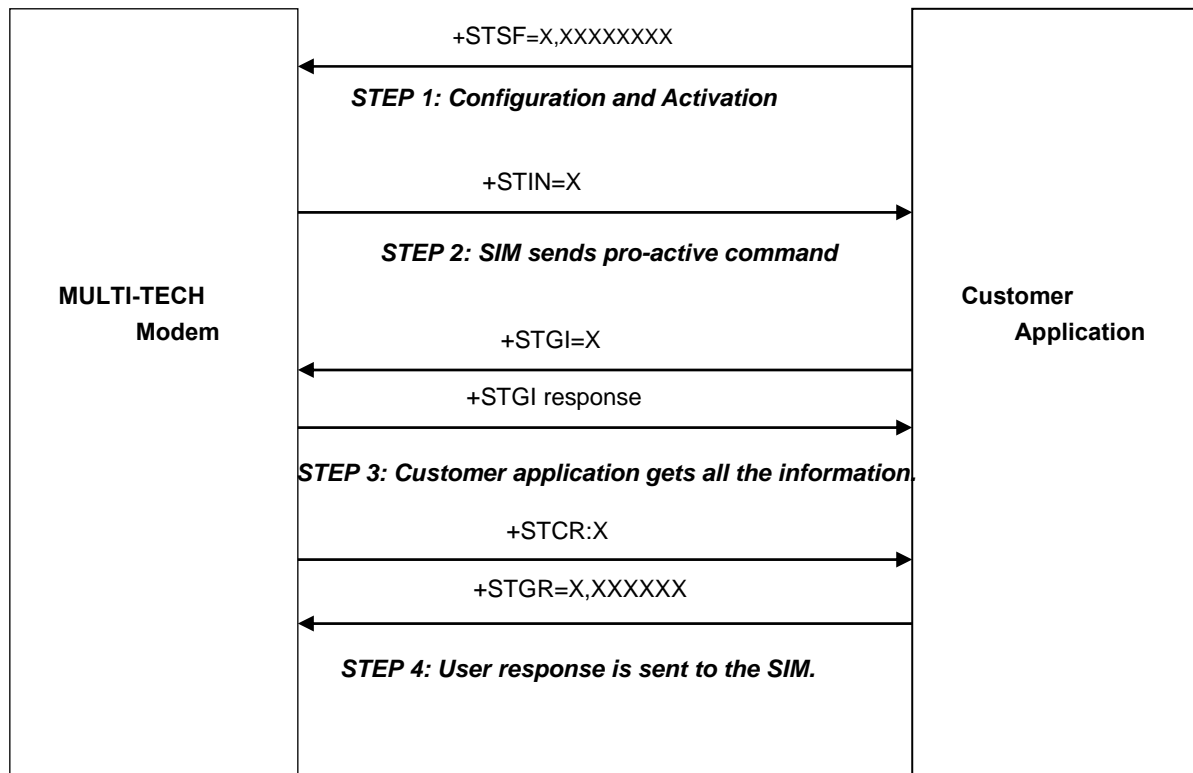 +STSF=X,XXXXXXXX
STEP 1: Configuration and Activation
+STIN=X
STEP 2: SIM sends pro-active command
MULTI-TECH
Modem
Customer
Application
+STGI=X
+STGI response
STEP 3: Customer application gets all the information.
+STCR:X
+STGR=X,XXXXXX
STEP 4: User response is sent to the SIM.